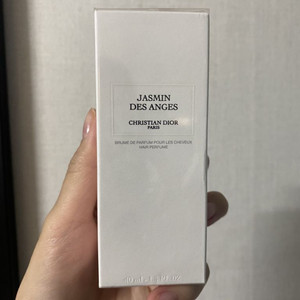 JASMIN
DES ANGES
CHRISTIAN DIOR
PARIS
BRUME DE PARFUM POUR LES CHEVEUX
HAIR PERFUME